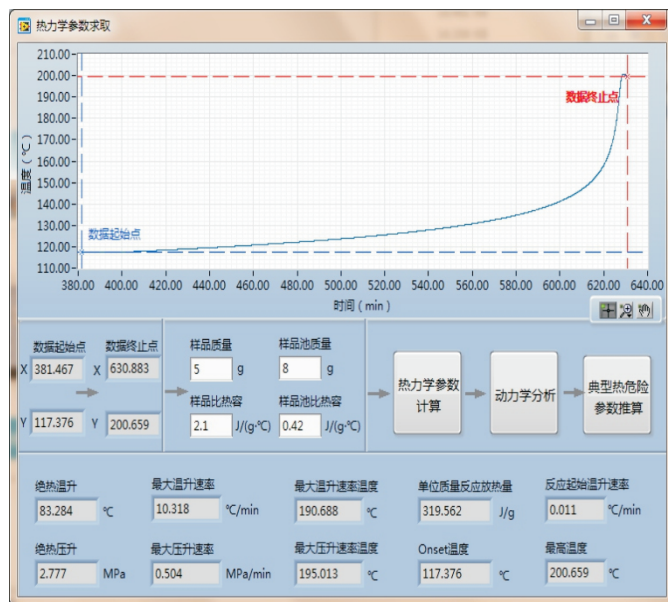 热力学参数求取
210.00
200.00
190.00
180.00
170.00
160.00
150.00
140.00
130.00
120.00
110.00
温度（℃）
数据终止点
数据起始点
380.00 400.00 420.00 440.00 460.00 480.00 500.00 520.00 540.00 560.00 580.00 600.00 620.00 640.00
时间（min）
数据起始点 数据终止点 样品质量 样品池质量
X 381.467 X 630.883 5 g 8 g
样品比热容 样品池比热容
Y 117.376 Y 200.659 2.1 J/(g·℃) 0.42 J/(g·℃)
热力学参数
计算
动力学分析
典型热危险
参数推算
绝热温升 最大温升速率 最大温升速率温度 单位质量反应放热量 反应起始温升速率
83.284 ℃ 10.318 ℃/min 190.688 ℃ 319.562 J/g 0.011 ℃/min
绝热压升 最大压升速率 最大压升速率温度 Onset温度 最高温度
2.777 MPa 0.504 MPa/min 195.013 ℃ 117.376 ℃ 200.659 ℃